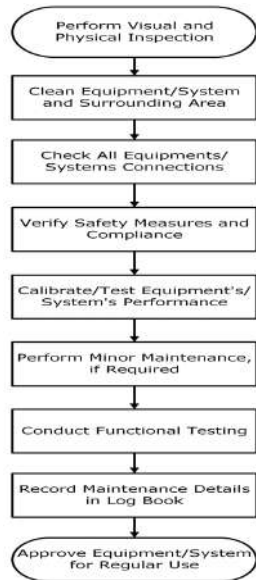 Perform Visual and
Physical Inspection
Clean Equipment/System
and Surrounding Area
Check All Equipments/
Systems Connections
Verify Safety Measures and
Compliance
Calibrate/Test Equipment's/
System's Performance
Perform Minor Maintenance,
if Required
Conduct Functional Testing
Record Maintenance Details
in Log Book
Approve Equipment/System
for Regular Use